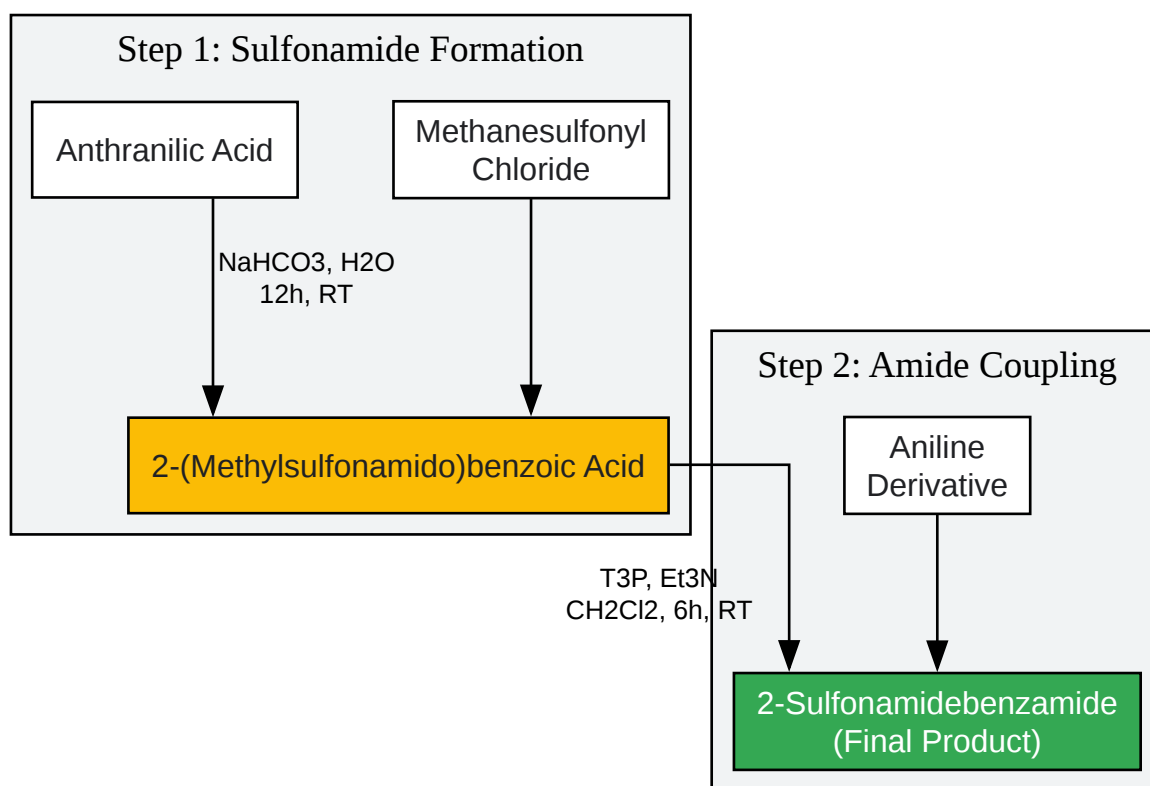 Step 1: Sulfonamide Formation
Anthranilic Acid
Methanesulfonyl
Chloride
NaHCO3, H2O
12h, RT
2-(Methylsulfonamido)benzoic Acid
Step 2: Amide Coupling
Aniline
Derivative
T3P, Et3N
CH2Cl2, 6h, RT
2-Sulfonamidebenzamide
(Final Product)